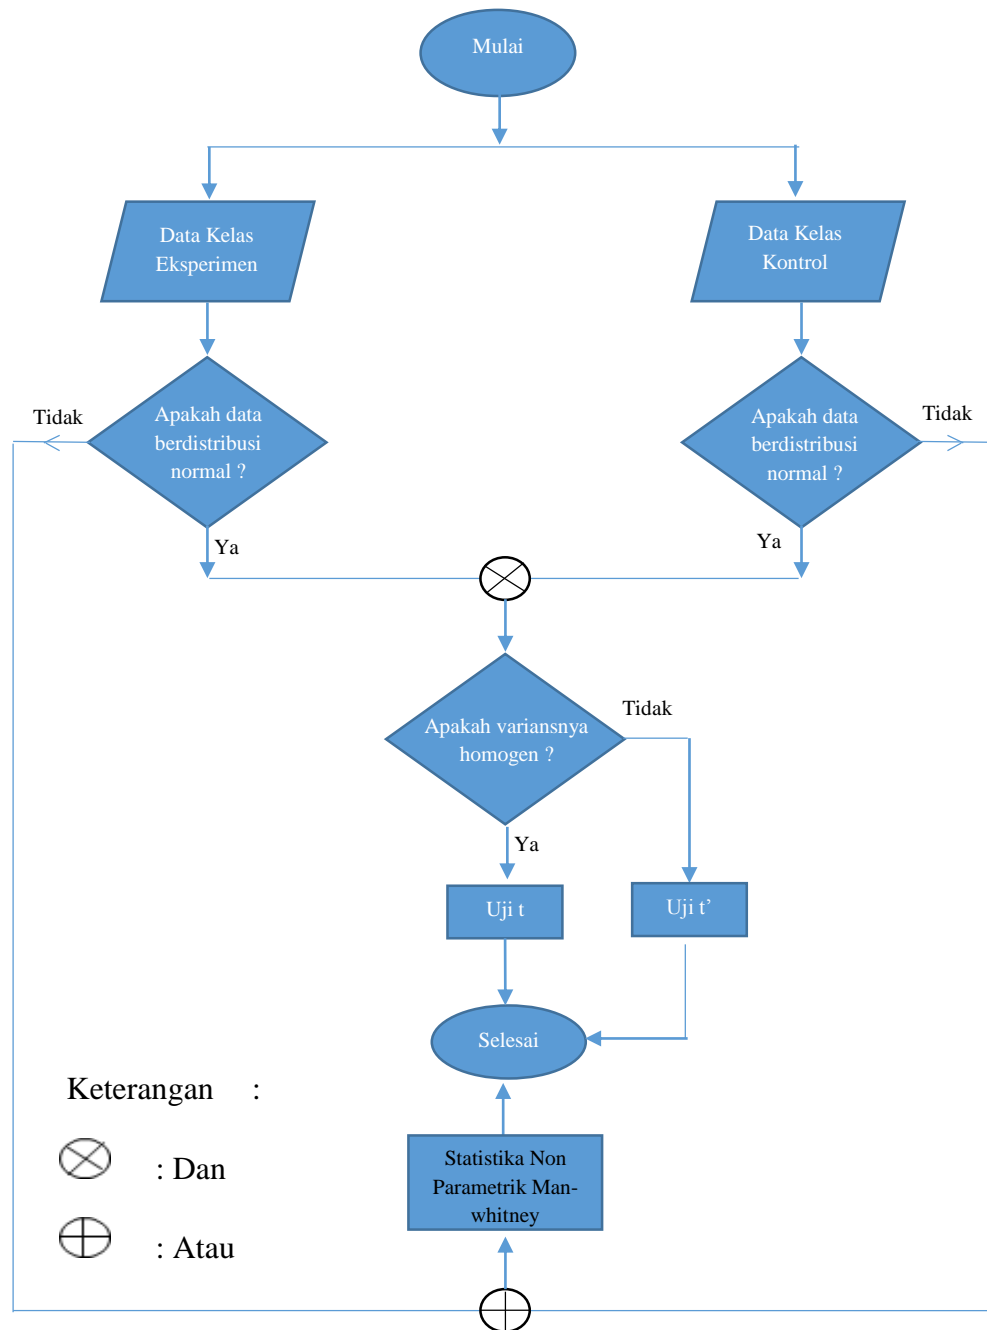 Mulai
Data Kelas
Eksperimen
Data Kelas
Kontrol
Tidak
Apakah data
berdistribusi
normal ?
Apakah data
berdistribusi
normal ?
Tidak
Ya
Ya
Apakah variansnya
homogen ?
Tidak
Ya
Uji t
Uji t’
Selesai
Keterangan :
: Dan
: Atau
Statistika Non
Parametrik Man-
whitney